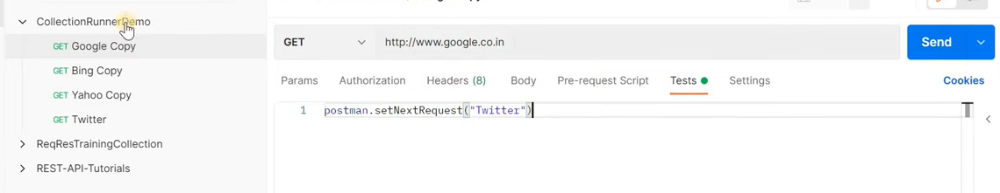 CollectionRunnerDemo
GET Google Copy
GET Bing Copy
GET Yahoo Copy
GET Twitter
ReqResTrainingCollection
REST-API-Tutorials
GET http://www.google.co.in Send
Params Authorization Headers (8) Body Pre-request Script Tests Settings Cookies
1 postman.setNextRequest("Twitter")